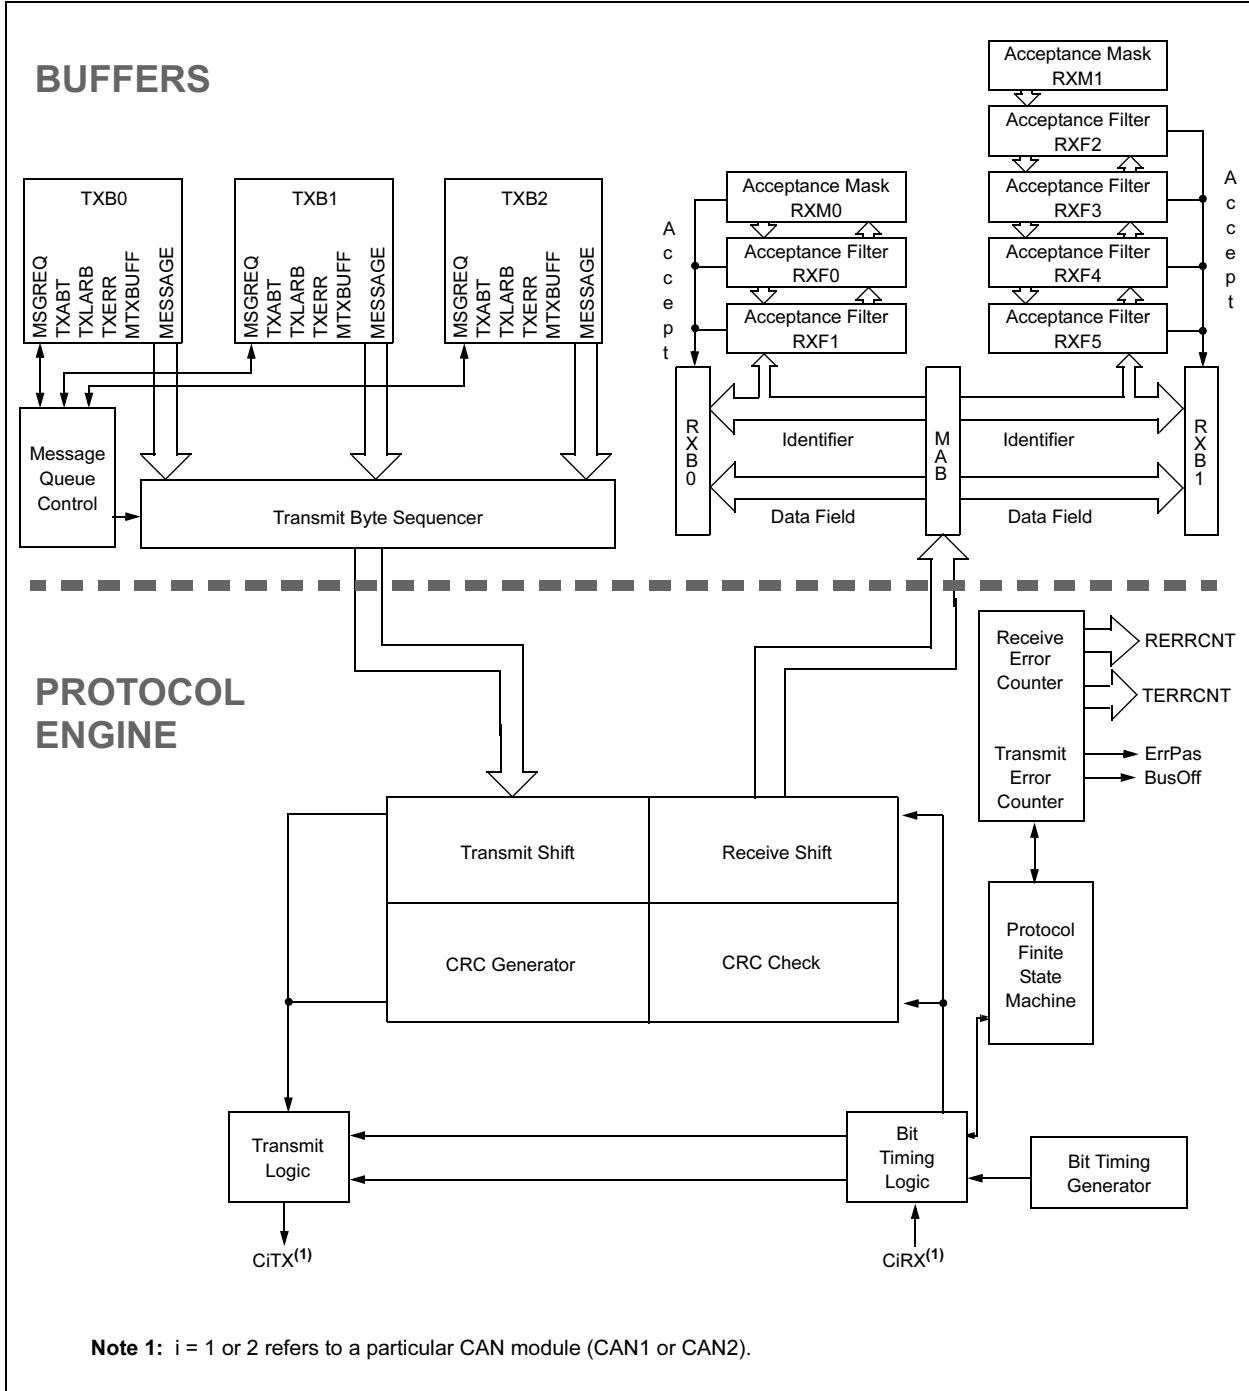 BUFFERS
Acceptance Mask
RXM1
Acceptance Filter
RXF2
Acceptance Filter
RXF3
Acceptance Filter
RXF4
Acceptance Filter
RXF5
Accept
Acceptance Mask
RXM0
Acceptance Filter
RXF0
Acceptance Filter
RXF1
Accept
TXB0
MSGREQ
TXABT
TXLARB
TXERR
MTXBUFF
MESSAGE
TXB1
MSGREQ
TXABT
TXLARB
TXERR
MTXBUFF
MESSAGE
TXB2
MSGREQ
TXABT
TXLARB
TXERR
MTXBUFF
MESSAGE
Message
Queue
Control
Transmit Byte Sequencer
RXB0
Identifier
Data Field
MAB
Identifier
Data Field
RXB1
PROTOCOL
ENGINE
Receive
Error
Counter
Transmit
Error
Counter
RERRCNT
TERRCNT
ErrPas
BusOff
Transmit Shift
Receive Shift
CRC Generator
CRC Check
Protocol
Finite
State
Machine
Transmit
Logic
Bit
Timing
Logic
Bit Timing
Generator
CiTX(1)
CiRX(1)
Note 1: i = 1 or 2 refers to a particular CAN module (CAN1 or CAN2).